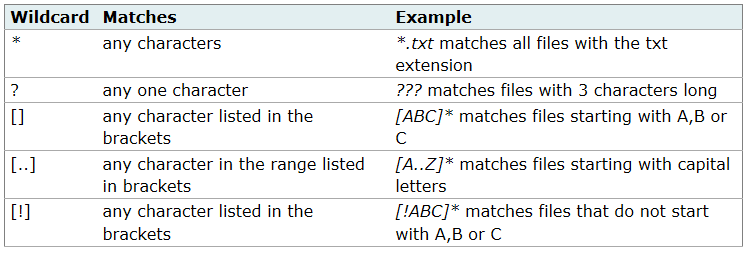 Wildcard Matches Example
* any characters *.txt matches all files with the txt
extension
? any one character ??? matches files with 3 characters long
[] any character listed in the [ABC]* matches files starting with A,B or
brackets C
[..] any character in the range listed [A..Z]* matches files starting with capital
in brackets letters
[!] any character listed in the [!ABC]* matches files that do not start
brackets with A,B or C